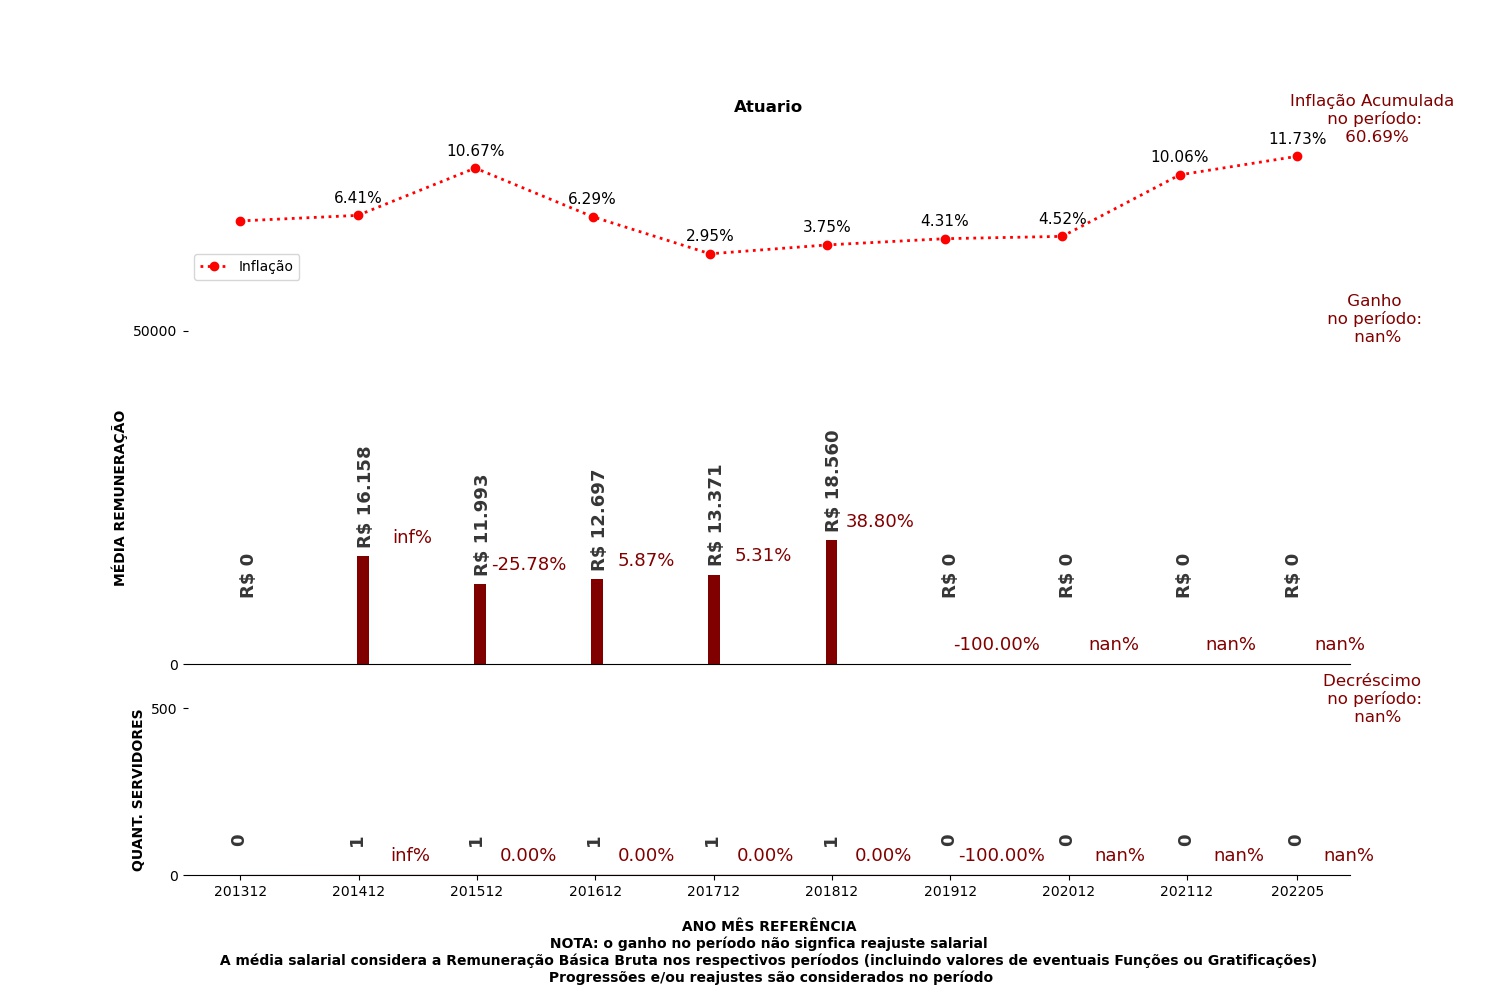 Atuario
Inflação Acumulada
no período:
60.69%
6.41%
10.67%
6.29%
2.95%
3.75%
4.31%
4.52%
10.06%
11.73%
Inflação
Ganho
no período:
nan%
50000
0
MÉDIA REMUNERAÇÃO
R$ 0
R$ 16.158
R$ 11.993
R$ 12.697
R$ 13.371
R$ 18.560
R$ 0
R$ 0
R$ 0
R$ 0
inf%
-25.78%
5.87%
5.31%
38.80%
-100.00%
nan%
nan%
nan%
Decréscimo
no período:
nan%
500
0
QUANT. SERVIDORES
0
1
1
1
1
1
0
0
0
0
inf%
0.00%
0.00%
0.00%
0.00%
-100.00%
nan%
nan%
nan%
201312
201412
201512
201612
201712
201812
201912
202012
202112
202205
ANO MÊS REFERÊNCIA
NOTA: o ganho no período não signfica reajuste salarial
A média salarial considera a Remuneração Básica Bruta nos respectivos períodos (incluindo valores de eventuais Funções ou Gratificações)
Progressões e/ou reajustes são considerados no período